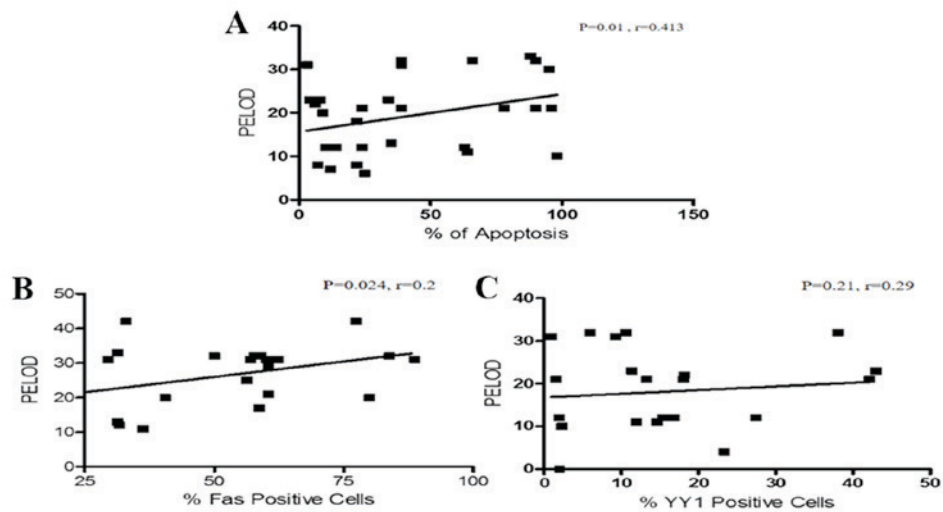 A
P=0.01 , r=0.413
PELOD
40
30
20
10
0
0 50 100 150
% of Apoptosis
B
P=0.024, r=0.2
PELOD
50
40
30
20
10
0
25 50 75 100
% Fas Positive Cells
C
P=0.21, r=0.29
PELOD
40
30
20
10
0
0 10 20 30 40 50
% YY1 Positive Cells